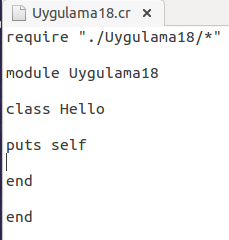 Uygulama18.cr
require "./Uygulama18/*"
module Uygulama18
class Hello
puts self
end
end